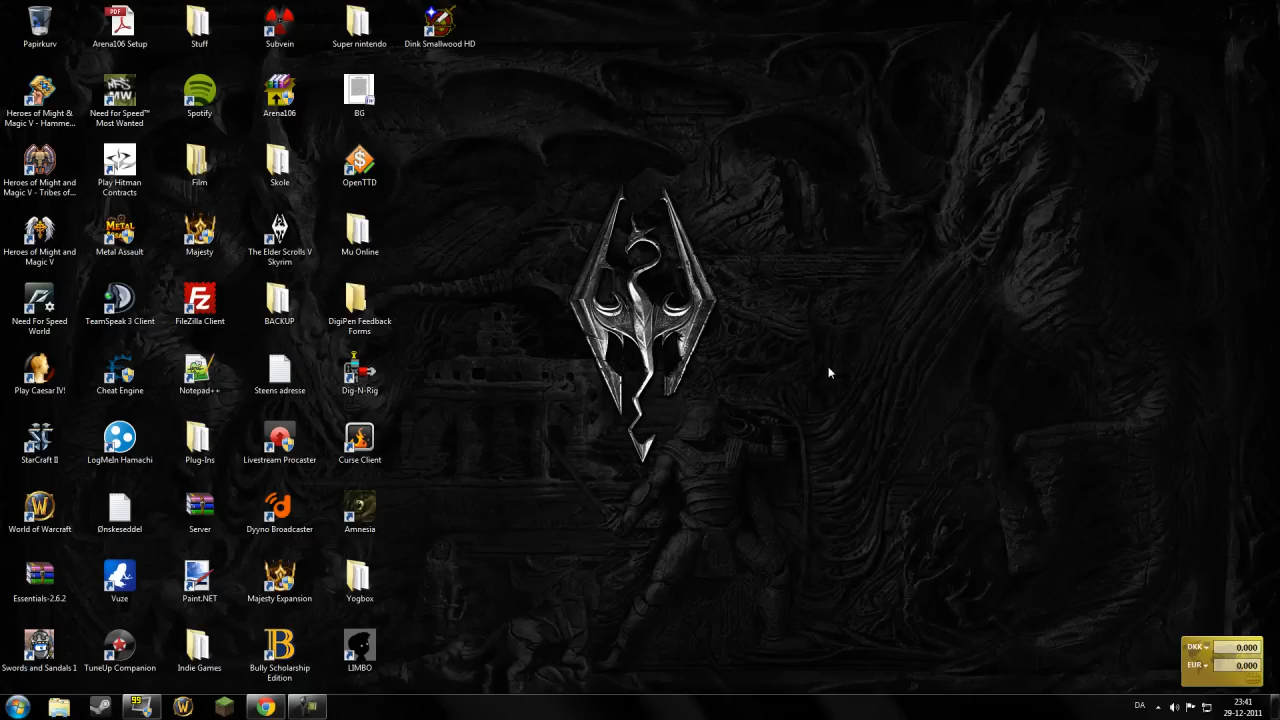 Papirkurv
Arena106 Setup
Stuff
Subvein
Super nintendo
Dink Smallwood HD
Heroes of Might &
Magic V - Hamme...
Need for Speed™
Most Wanted
Spotify
Arena106
BG
Heroes of Might and
Magic V - Tribes of...
Play Hitman
Contracts
Film
Skole
OpenTTD
Heroes of Might and
Magic V
Metal Assault
Majesty
The Elder Scrolls V
Skyrim
Mu Online
Need For Speed
World
TeamSpeak 3 Client
FileZilla Client
BACKUP
DigiPen Feedback
Forms
Play Caesar IV!
Cheat Engine
Notepad++
Steens adresse
Dig-N-Rig
StarCraft II
LogMeIn Hamachi
Plug-Ins
Livestream Procaster
Curse Client
World of Warcraft
Ønskeseddel
Server
Dyyno Broadcaster
Amnesia
Essentials-2.6.2
Vuze
Paint.NET
Majesty Expansion
Yogbox
Swords and Sandals 1
TuneUp Companion
Indie Games
Bully Scholarship
Edition
LIMBO
DKK 0,000
EUR 0,000
99
DA
23:41
29-12-2011